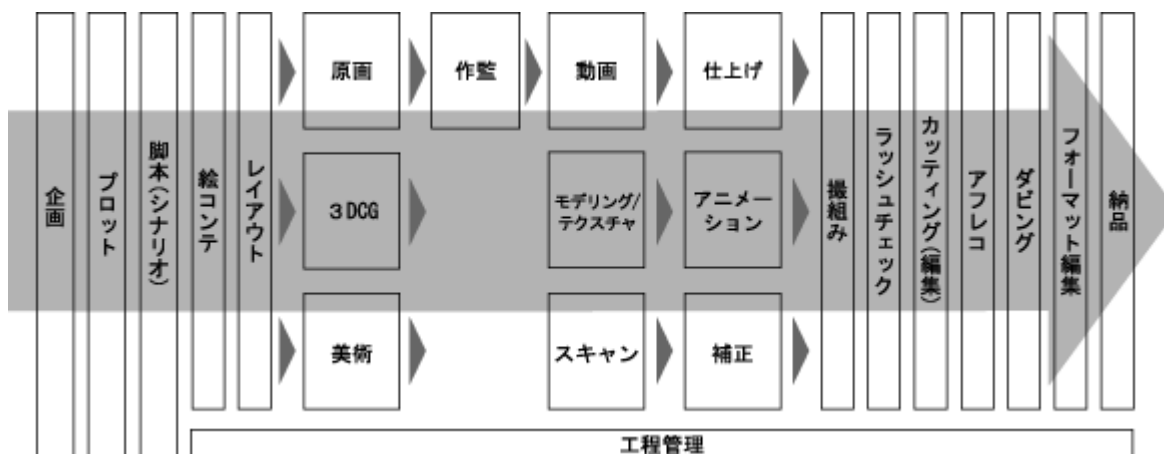 企画
プロット
脚本(シナリオ)
絵コンテ
レイアウト
原画
作監
動画
仕上げ
3DCG
モデリング/
テクスチャ
アニメー
ション
美術
スキャン
補正
撮組み
ラッシュチェック
カッティング(編集)
アフレコ
ダビング
フォーマット編集
納品
工程管理